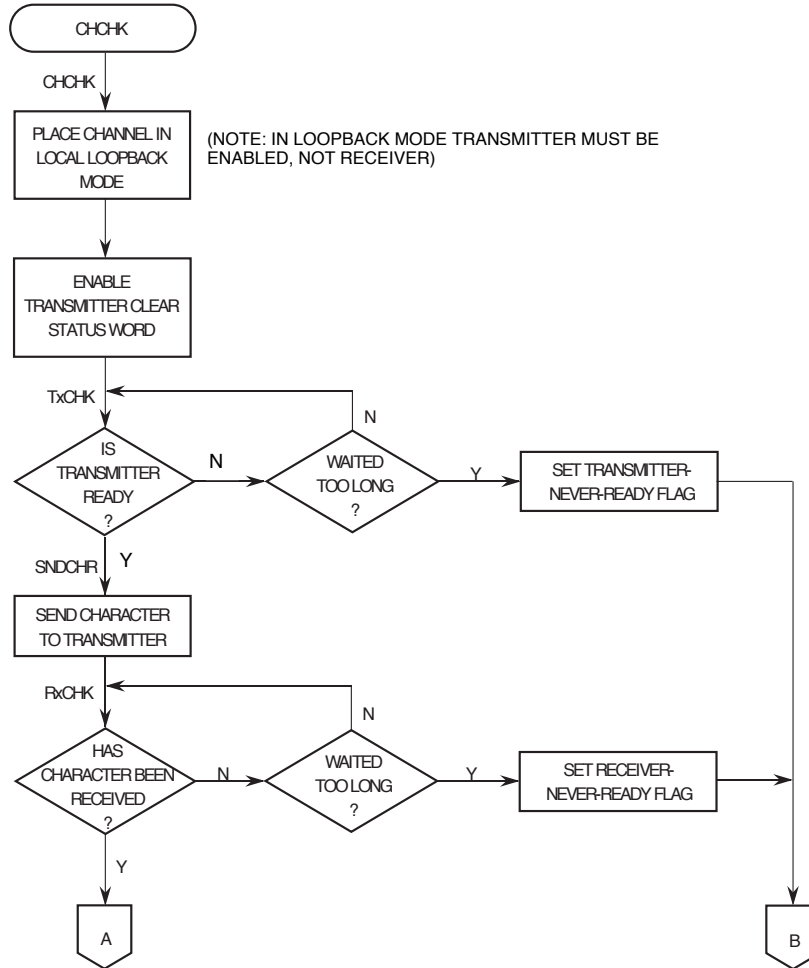 CHCHK
CHCHK
PLACE CHANNEL IN
LOCAL LOOPBACK
MODE
(NOTE: IN LOOPBACK MODE TRANSMITTER MUST BE
ENABLED, NOT RECEIVER)
ENABLE
TRANSMITTER CLEAR
STATUS WORD
TxCHK
N
IS
TRANSMITTER
READY
?
N
WAITED
TOO LONG
?
Y
SET TRANSMITTER-
NEVER-READY FLAG
SNDCHR
Y
SEND CHARACTER
TO TRANSMITTER
RxCHK
N
HAS
CHARACTER BEEN
RECEIVED
?
N
WAITED
TOO LONG
?
Y
SET RECEIVER-
NEVER-READY FLAG
Y
A
B